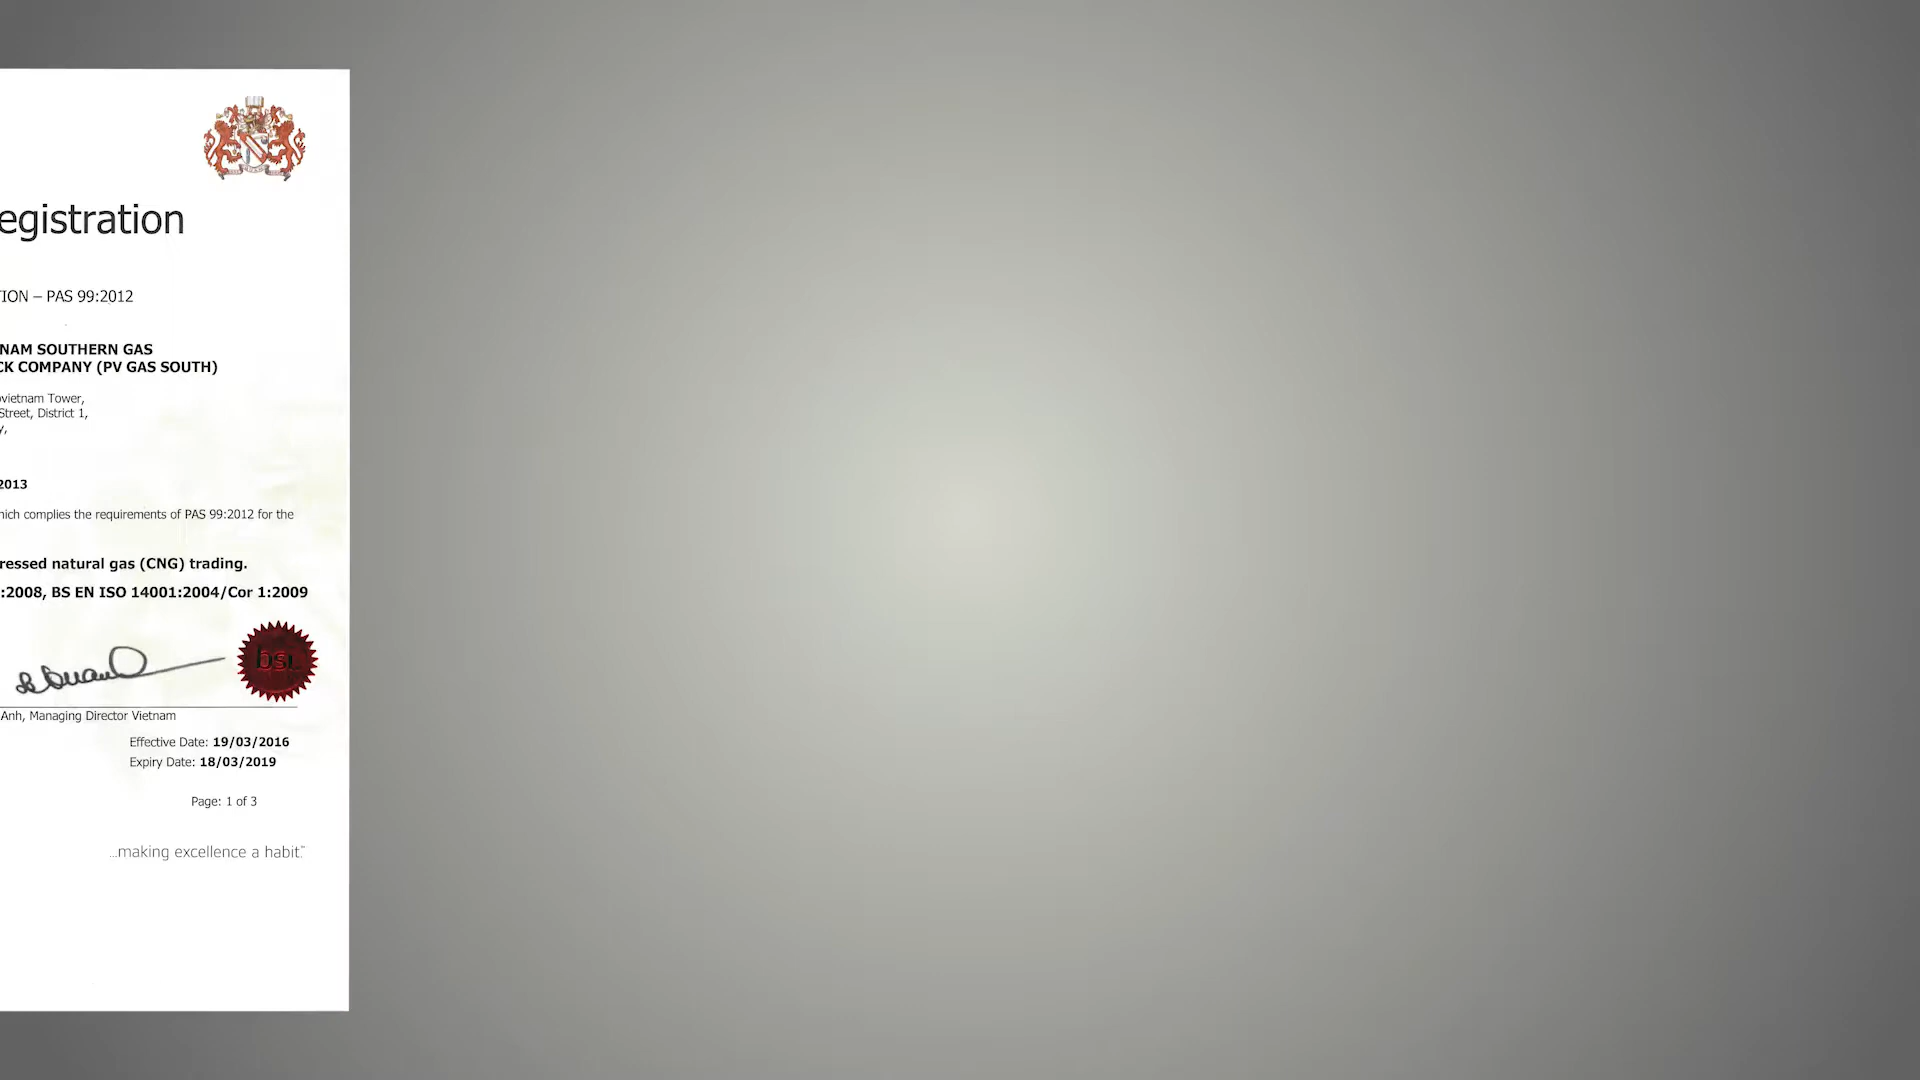 egistration
TION – PAS 99:2012
NAM SOUTHERN GAS
CK COMPANY (PV GAS SOUTH)
vietnam Tower,
Street, District 1,
y,
2013
hich complies the requirements of PAS 99:2012 for the
ressed natural gas (CNG) trading.
:2008, BS EN ISO 14001:2004/Cor 1:2009
bsi.
Anh, Managing Director Vietnam
Effective Date: 19/03/2016
Expiry Date: 18/03/2019
Page: 1 of 3
...making excellence a habit.™